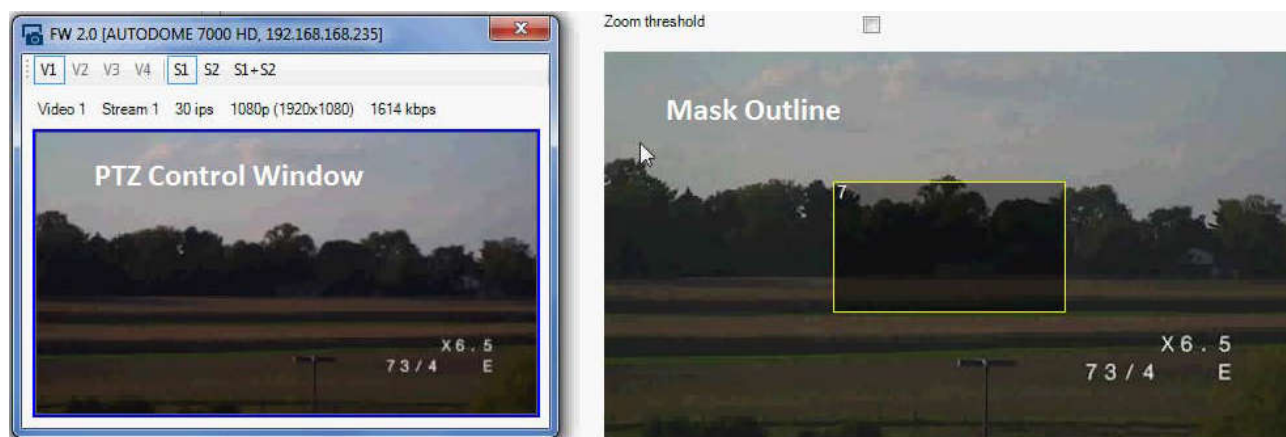 FW 2.0 [AUTODOME 7000 HD, 192.168.168.235]
V1 V2 V3 V4 S1 S2 S1+S2
Video 1 Stream 1 30 ips 1080p (1920x1080) 1614 kbps
PTZ Control Window
X6.5
73/4 E
Zoom threshold
Mask Outline
7
X6.5
73/4 E